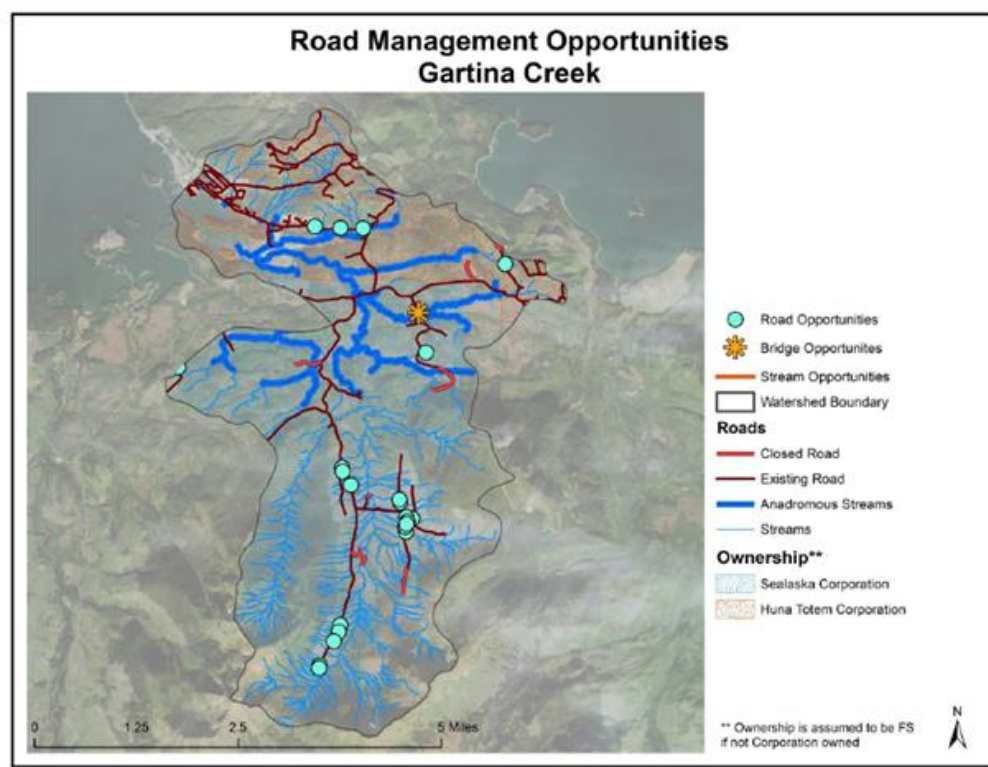 Road Management Opportunities
Gartina Creek
Road Opportunities
Bridge Opportunites
Stream Opportunities
Watershed Boundary
Roads
Closed Road
Existing Road
Anadromous Streams
Streams
Ownership**
Sealaska Corporation
Huna Totem Corporation
0 1.25 2.5 5 Miles
** Ownership is assumed to be FS
if not Corporation owned
N